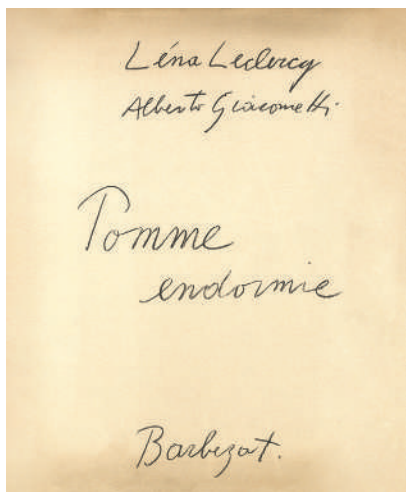 Léna Leclercq
Alberto Giacometti.
Pomme
endormie
Barbezat.